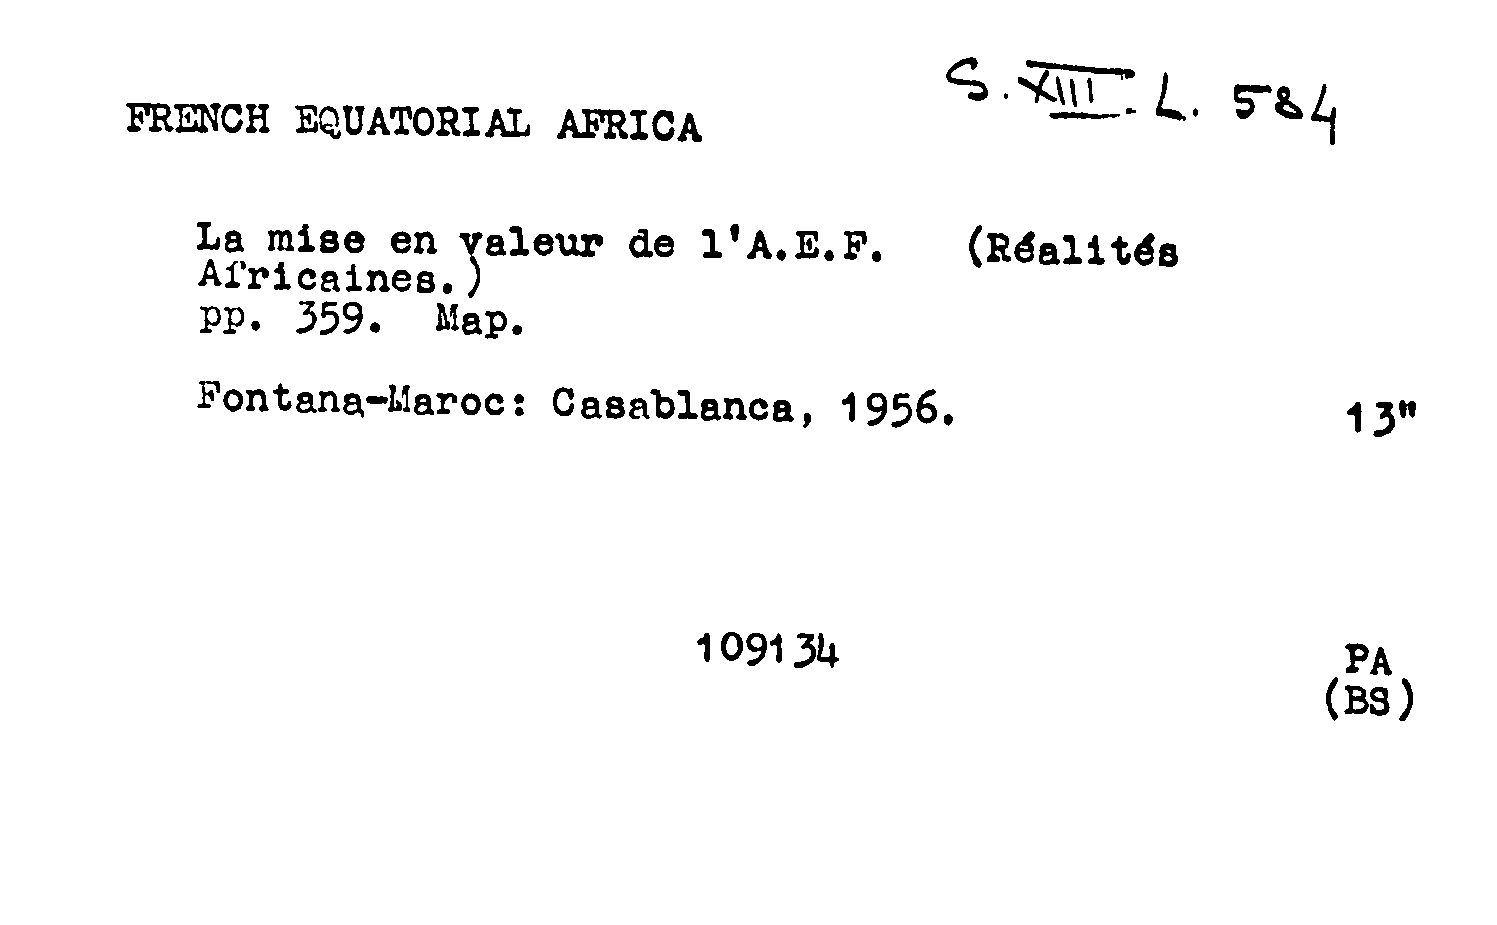 S. XIII. L. 584
FRENCH EQUATORIAL AFRICA
La mise en valeur de l'A.E.F. (Réalités
Africaines.)
pp. 359. Map.
Fontana-Maroc: Casablanca, 1956. 13"
109134
PA
(BS)